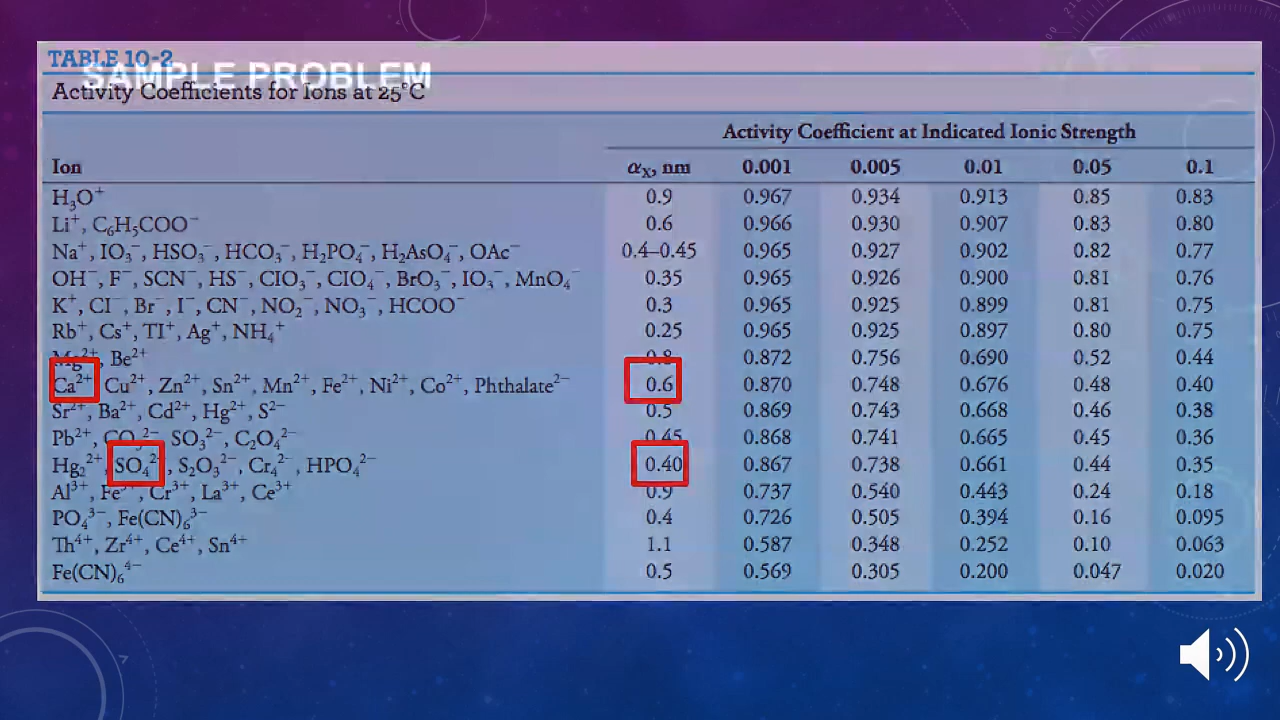 TABLE 10-2
SAMPLE PROBLEM
Activity Coefficients for Ions at 25°C
Activity Coefficient at Indicated Ionic Strength
Ion αX, nm 0.001 0.005 0.01 0.05 0.1
H₃O⁺ 0.9 0.967 0.934 0.913 0.85 0.83
Li⁺, C₆H₅COO⁻ 0.6 0.966 0.930 0.907 0.83 0.80
Na⁺, IO₃⁻, HSO₃⁻, HCO₃⁻, H₂PO₄⁻, H₂AsO₄⁻, OAc⁻ 0.4–0.45 0.965 0.927 0.902 0.82 0.77
OH⁻, F⁻, SCN⁻, HS⁻, ClO₃⁻, ClO₄⁻, BrO₃⁻, IO₃⁻, MnO₄⁻ 0.35 0.965 0.926 0.900 0.81 0.76
K⁺, Cl⁻, Br⁻, I⁻, CN⁻, NO₂⁻, NO₃⁻, HCOO⁻ 0.3 0.965 0.925 0.899 0.81 0.75
Rb⁺, Cs⁺, Tl⁺, Ag⁺, NH₄⁺ 0.25 0.965 0.925 0.897 0.80 0.75
Mg²⁺, Be²⁺ 0.8 0.872 0.756 0.690 0.52 0.44
Ca²⁺, Cu²⁺, Zn²⁺, Sn²⁺, Mn²⁺, Fe²⁺, Ni²⁺, Co²⁺, Phthalate²⁻ 0.6 0.870 0.748 0.676 0.48 0.40
Sr²⁺, Ba²⁺, Cd²⁺, Hg²⁺, S²⁻ 0.5 0.869 0.743 0.668 0.46 0.38
Pb²⁺, CO₃²⁻, SO₃²⁻, C₂O₄²⁻ 0.45 0.868 0.741 0.665 0.45 0.36
Hg₂²⁺, SO₄²⁻, S₂O₃²⁻, Cr₄²⁻, HPO₄²⁻ 0.40 0.867 0.738 0.661 0.44 0.35
Al³⁺, Fe³⁺, Cr³⁺, La³⁺, Ce³⁺ 0.9 0.737 0.540 0.443 0.24 0.18
PO₄³⁻, Fe(CN)₆³⁻ 0.4 0.726 0.505 0.394 0.16 0.095
Th⁴⁺, Zr⁴⁺, Ce⁴⁺, Sn⁴⁺ 1.1 0.587 0.348 0.252 0.10 0.063
Fe(CN)₆⁴⁻ 0.5 0.569 0.305 0.200 0.047 0.020